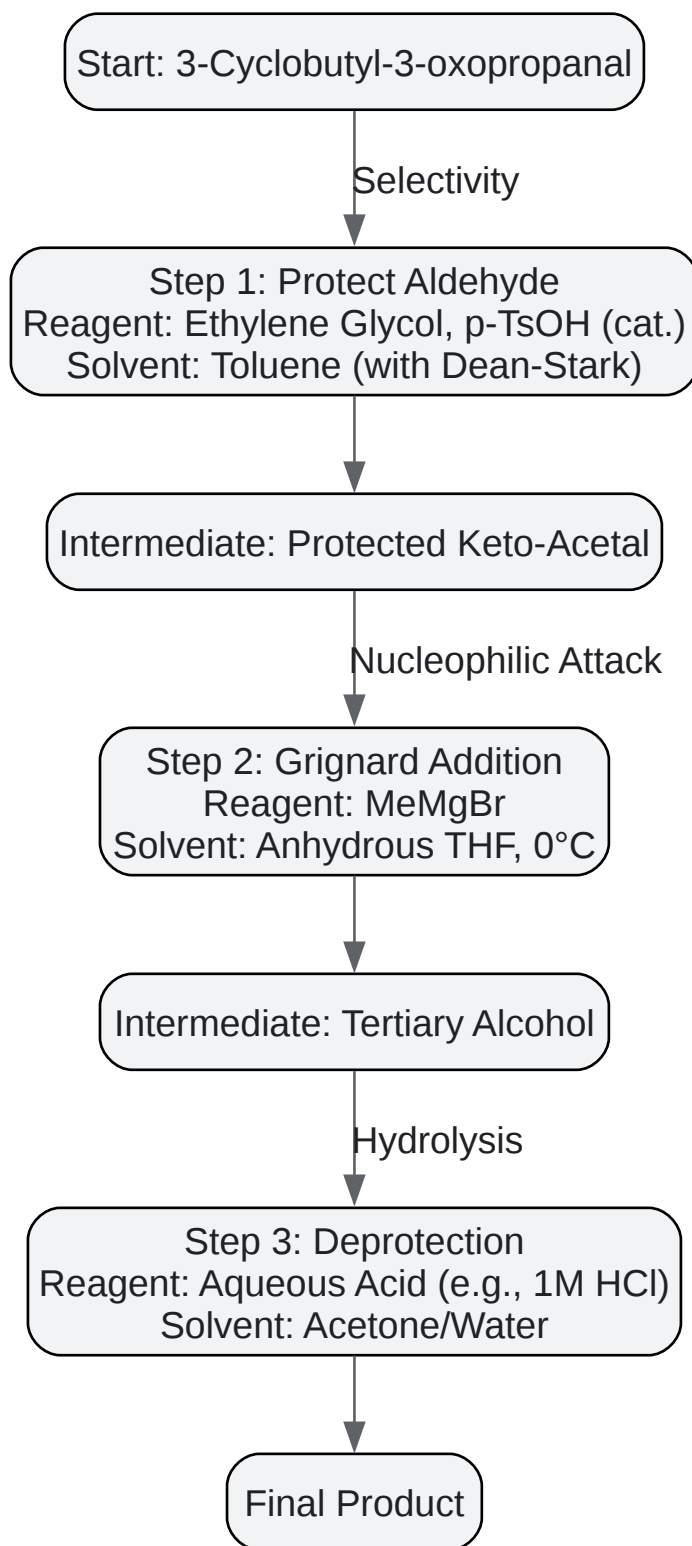 Start: 3-Cyclobutyl-3-oxopropanal
Selectivity
Step 1: Protect Aldehyde
Reagent: Ethylene Glycol, p-TsOH (cat.)
Solvent: Toluene (with Dean-Stark)
Intermediate: Protected Keto-Acetal
Nucleophilic Attack
Step 2: Grignard Addition
Reagent: MeMgBr
Solvent: Anhydrous THF, 0°C
Intermediate: Tertiary Alcohol
Hydrolysis
Step 3: Deprotection
Reagent: Aqueous Acid (e.g., 1M HCl)
Solvent: Acetone/Water
Final Product